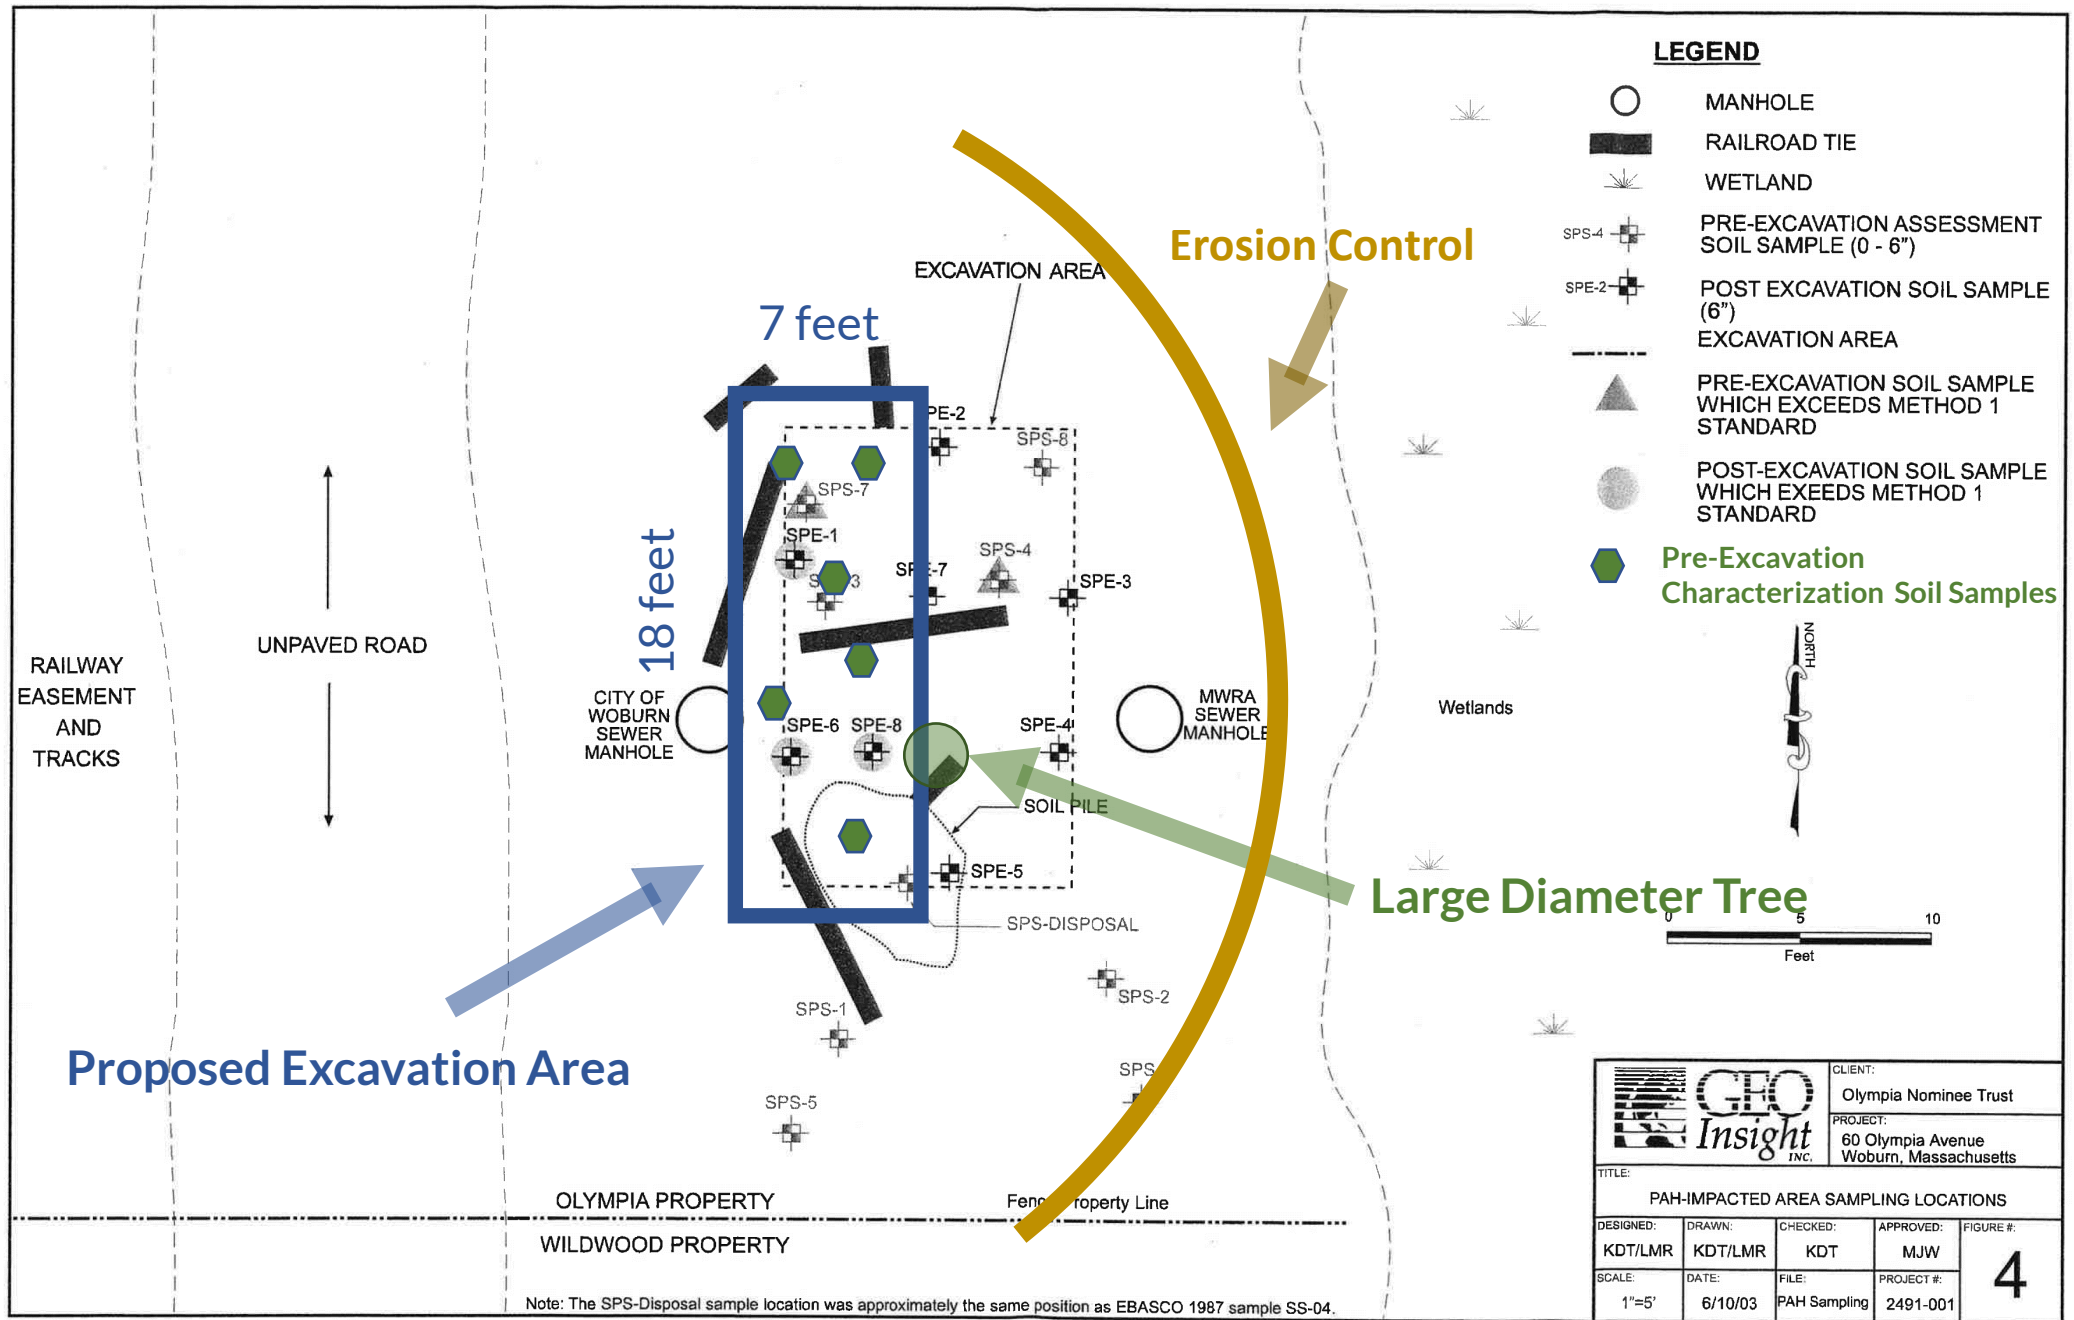 LEGEND
MANHOLE
RAILROAD TIE
WETLAND
SPS-4
PRE-EXCAVATION ASSESSMENT
SOIL SAMPLE (0 - 6")
SPE-2
POST EXCAVATION SOIL SAMPLE
(6")
EXCAVATION AREA
PRE-EXCAVATION SOIL SAMPLE
WHICH EXCEEDS METHOD 1
STANDARD
POST-EXCAVATION SOIL SAMPLE
WHICH EXEEDS METHOD 1
STANDARD
Pre-Excavation
Characterization Soil Samples
NORTH
Erosion Control
EXCAVATION AREA
7 feet
18 feet
PE-2
SPS-8
SPS-7
SPE-1
SPS-4
SPE-7
SPE-3
UNPAVED ROAD
RAILWAY
EASEMENT
AND
TRACKS
CITY OF
WOBURN
SEWER
MANHOLE
MWRA
SEWER
MANHOLE
Wetlands
SPE-6
SPE-8
SPE-4
SOIL PILE
SPE-5
SPS-DISPOSAL
Large Diameter Tree
0 5 10
Feet
SPS-2
SPS-1
SPS
SPS-5
Proposed Excavation Area
OLYMPIA PROPERTY
Property Line
WILDWOOD PROPERTY
Note: The SPS-Disposal sample location was approximately the same position as EBASCO 1987 sample SS-04.
GEO
Insight
INC.
CLIENT:
Olympia Nominee Trust
PROJECT:
60 Olympia Avenue
Woburn, Massachusetts
TITLE:
PAH-IMPACTED AREA SAMPLING LOCATIONS
DESIGNED: DRAWN: CHECKED: APPROVED: FIGURE #:
KDT/LMR KDT/LMR KDT MJW 4
SCALE: DATE: FILE: PROJECT #:
1"=5' 6/10/03 PAH Sampling 2491-001